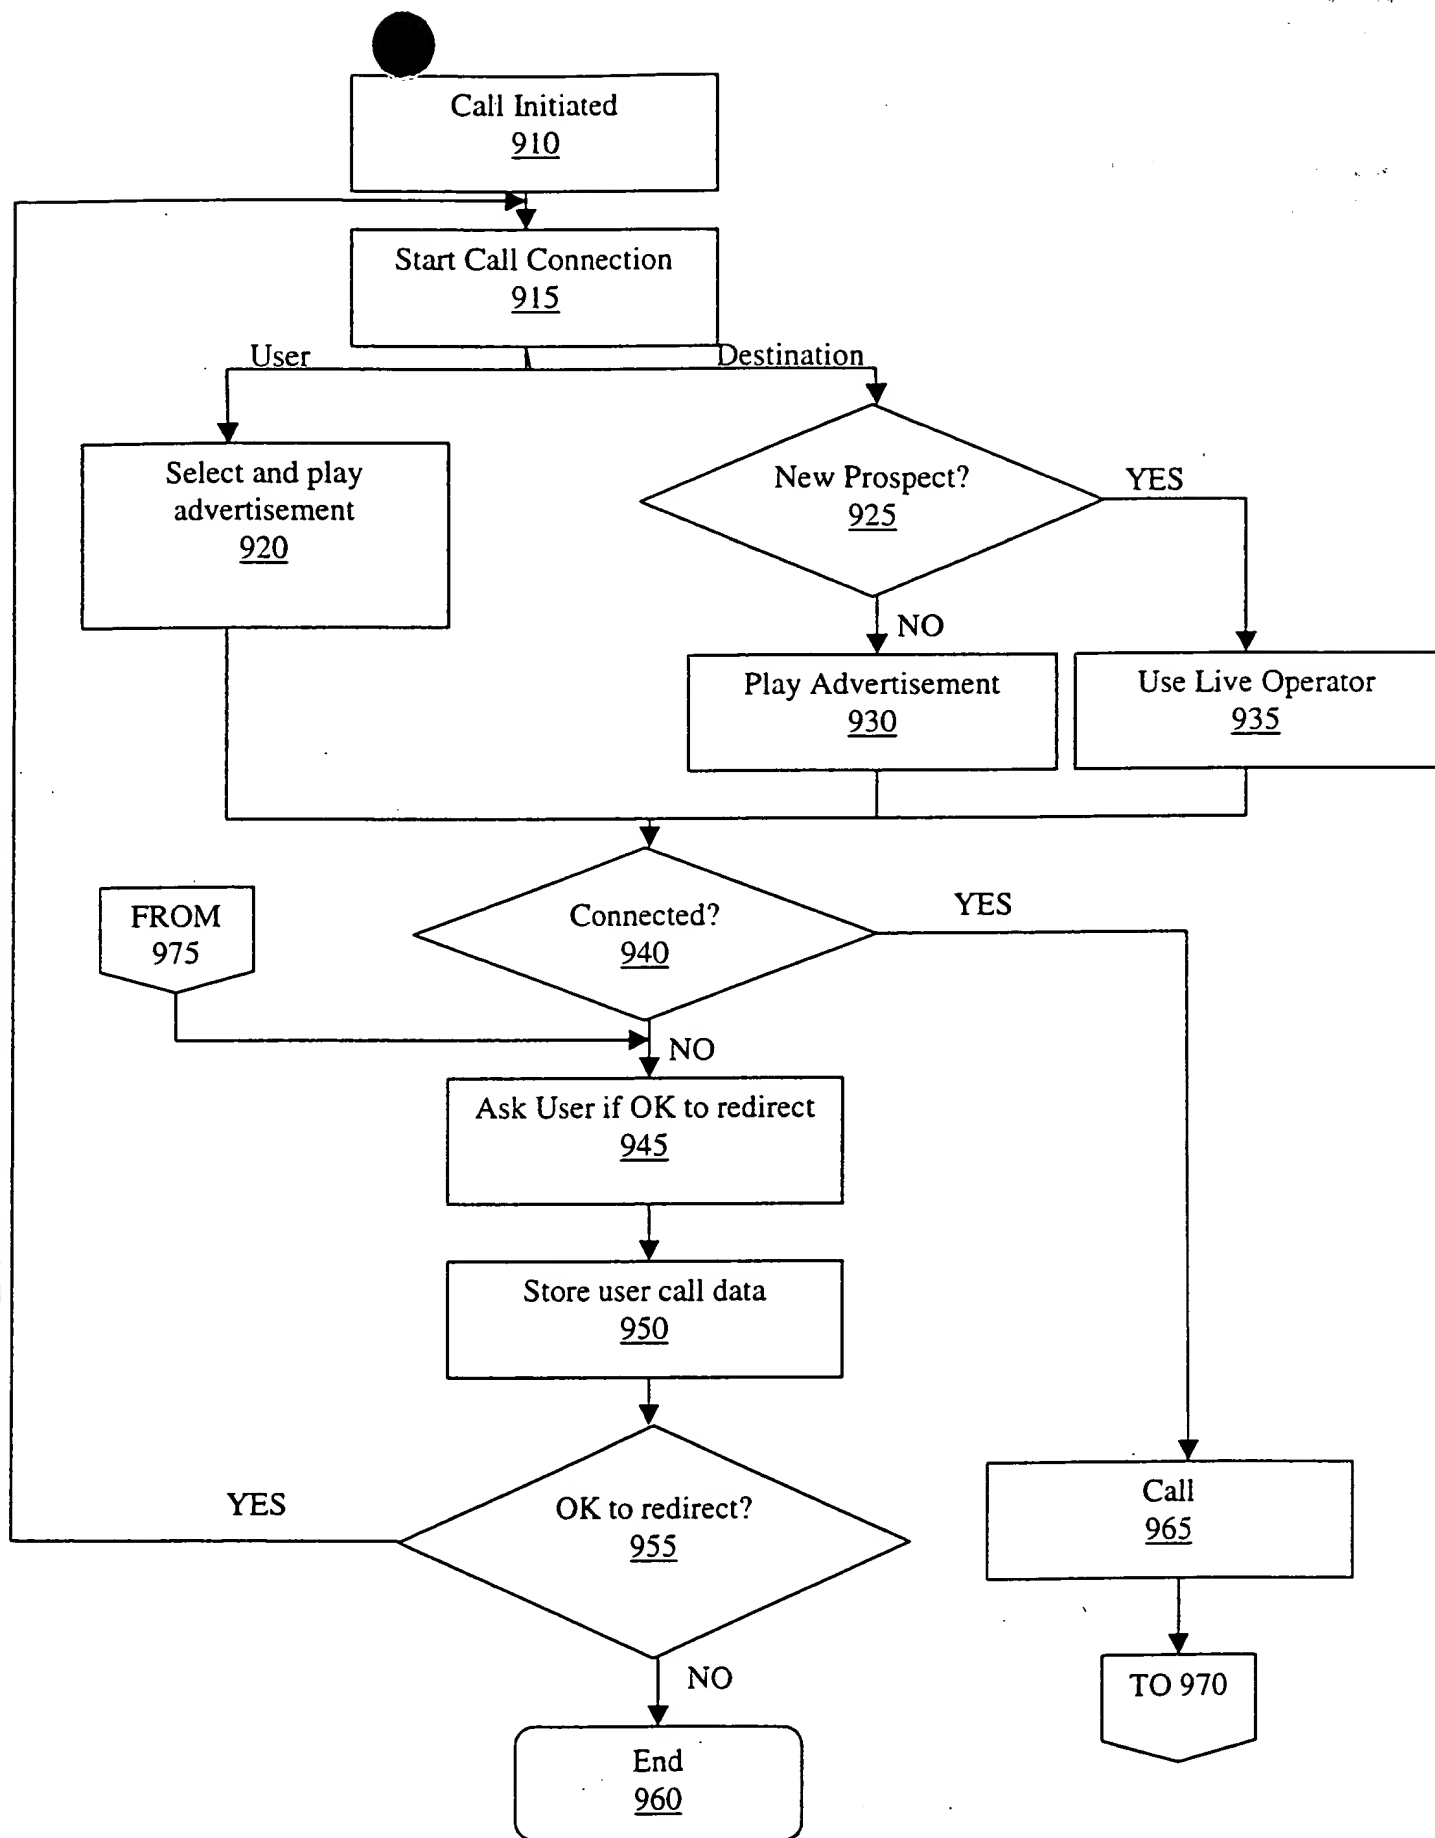 Call Initiated
910
Start Call Connection
915
User
Destination
Select and play
advertisement
920
New Prospect?
925
YES
NO
Play Advertisement
930
Use Live Operator
935
FROM
975
Connected?
940
YES
NO
Ask User if OK to redirect
945
Store user call data
950
YES
OK to redirect?
955
Call
965
NO
TO 970
End
960